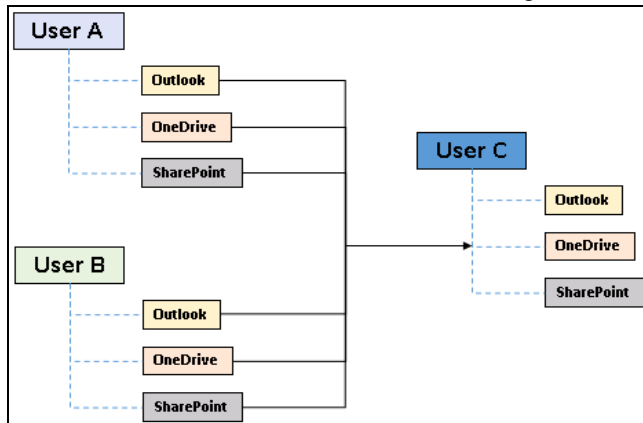 User A
Outlook
OneDrive
SharePoint
User B
Outlook
OneDrive
SharePoint
User C
Outlook
OneDrive
SharePoint